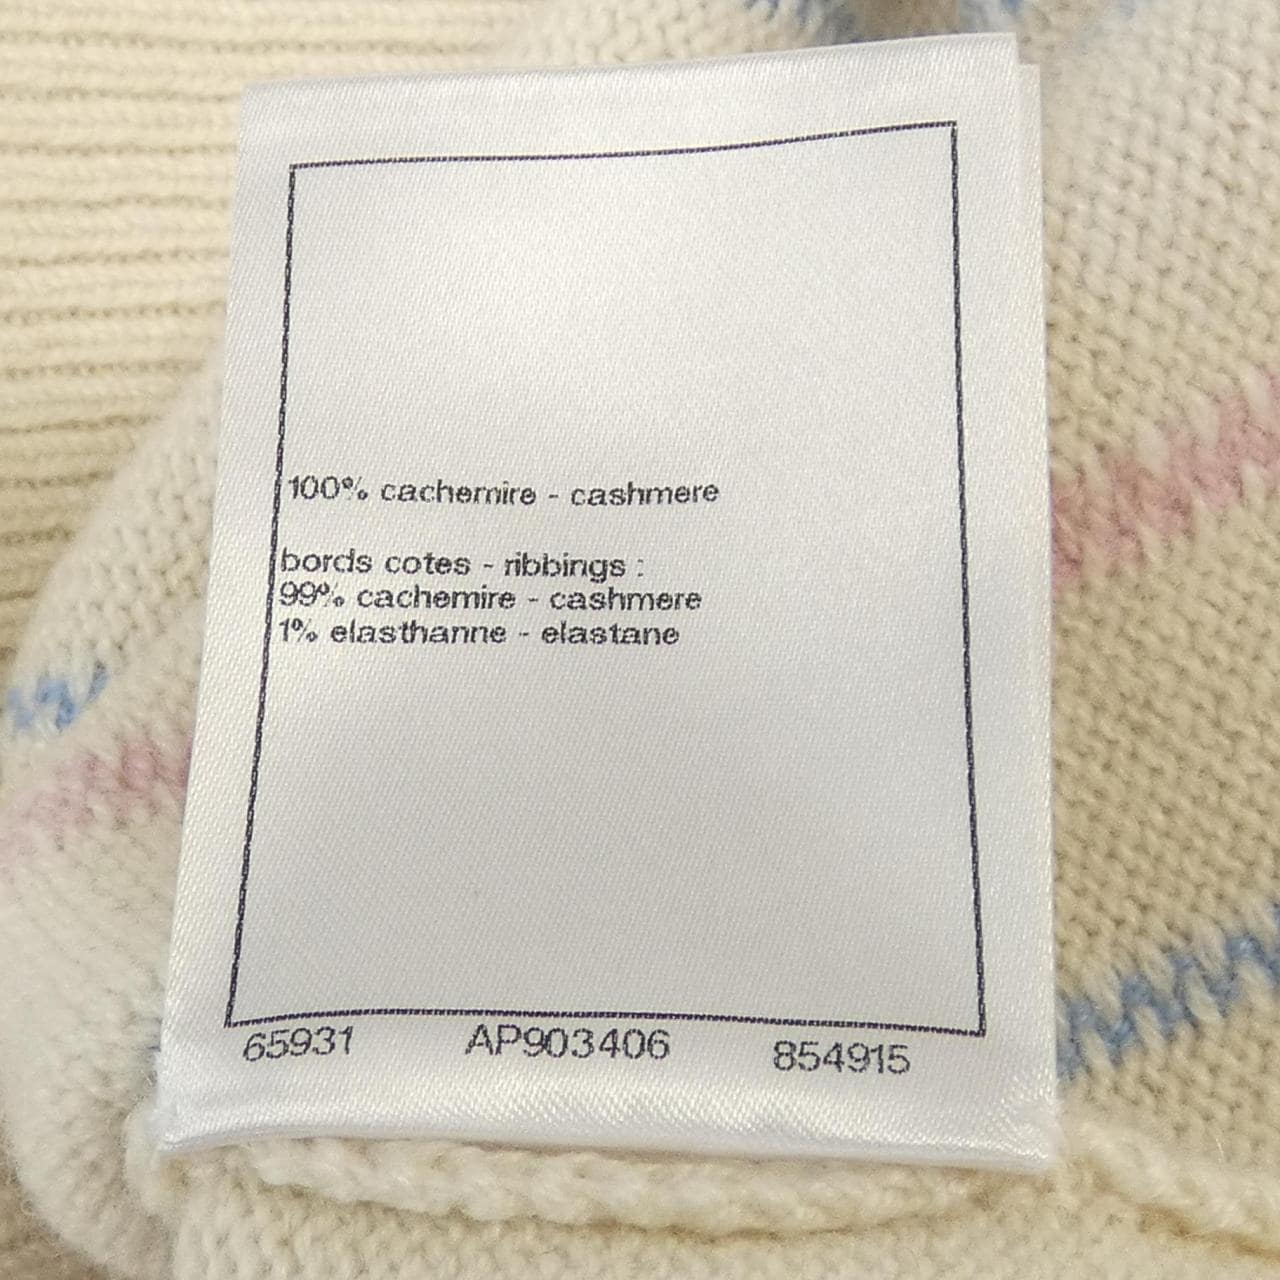 100% cachemire - cashmere
bords cotes - ribbings :
99% cachemire - cashmere
1% elasthanne - elastane
65931 AP903406 854915